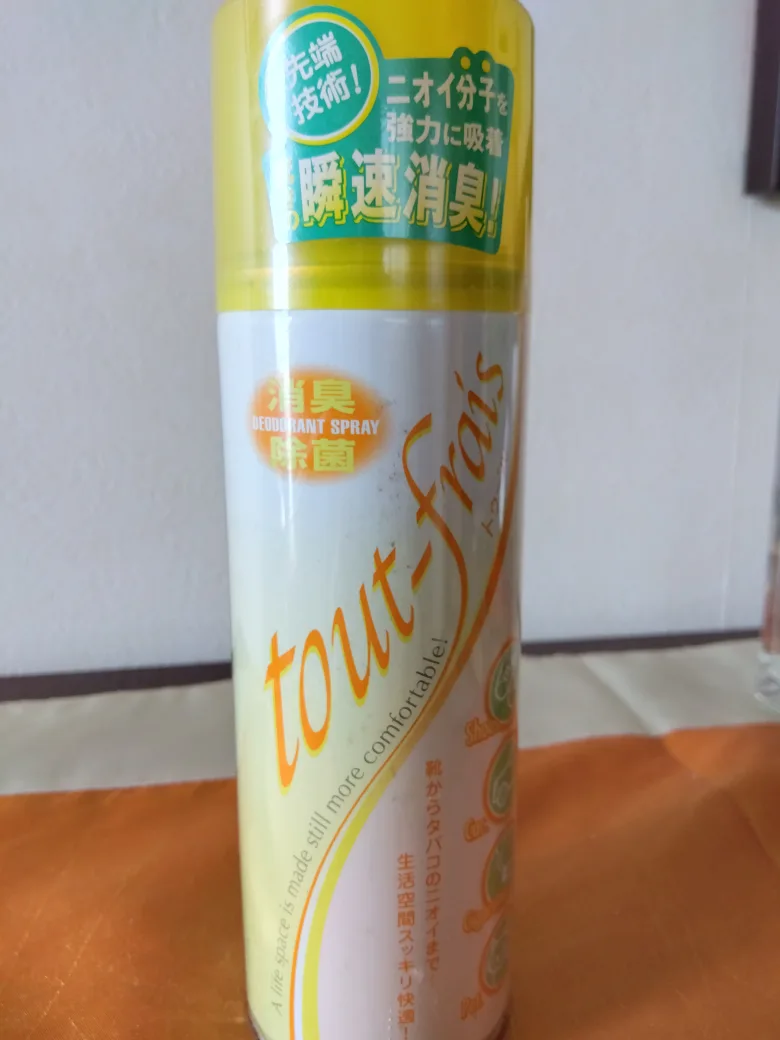 先端
技術!
ニオイ分子を
強力に吸着
瞬速消臭!
消臭
DEODORANT SPRAY
除菌
tout-frais
A life space is made still more comfortable!
靴からタバコのニオイまで
生活空間スッキリ快適!